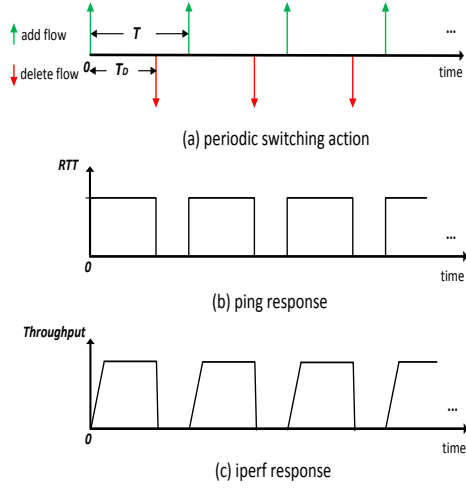 add flow
T
...
delete flow
0
T_D
time
(a) periodic switching action
RTT
...
0
time
(b) ping response
Throughput
...
0
time
(c) iperf response